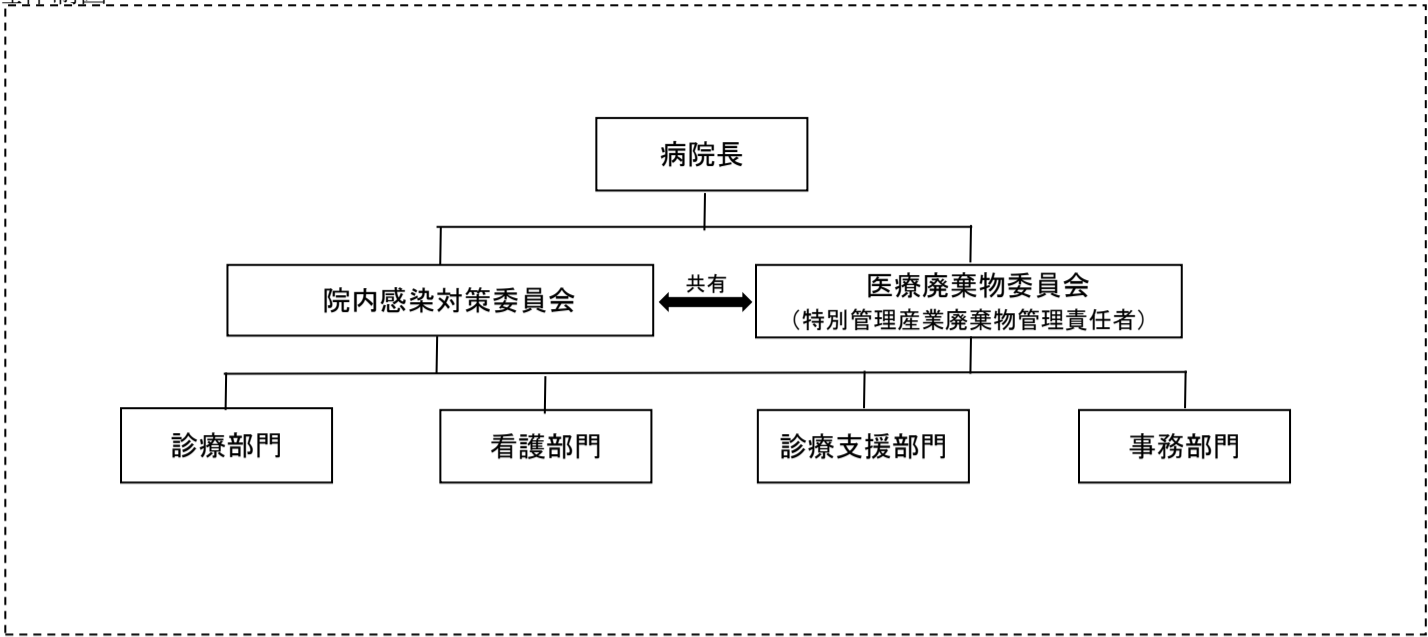 病院長
院内感染対策委員会
共有
医療廃棄物委員会
（特別管理産業廃棄物管理責任者）
診療部門
看護部門
診療支援部門
事務部門